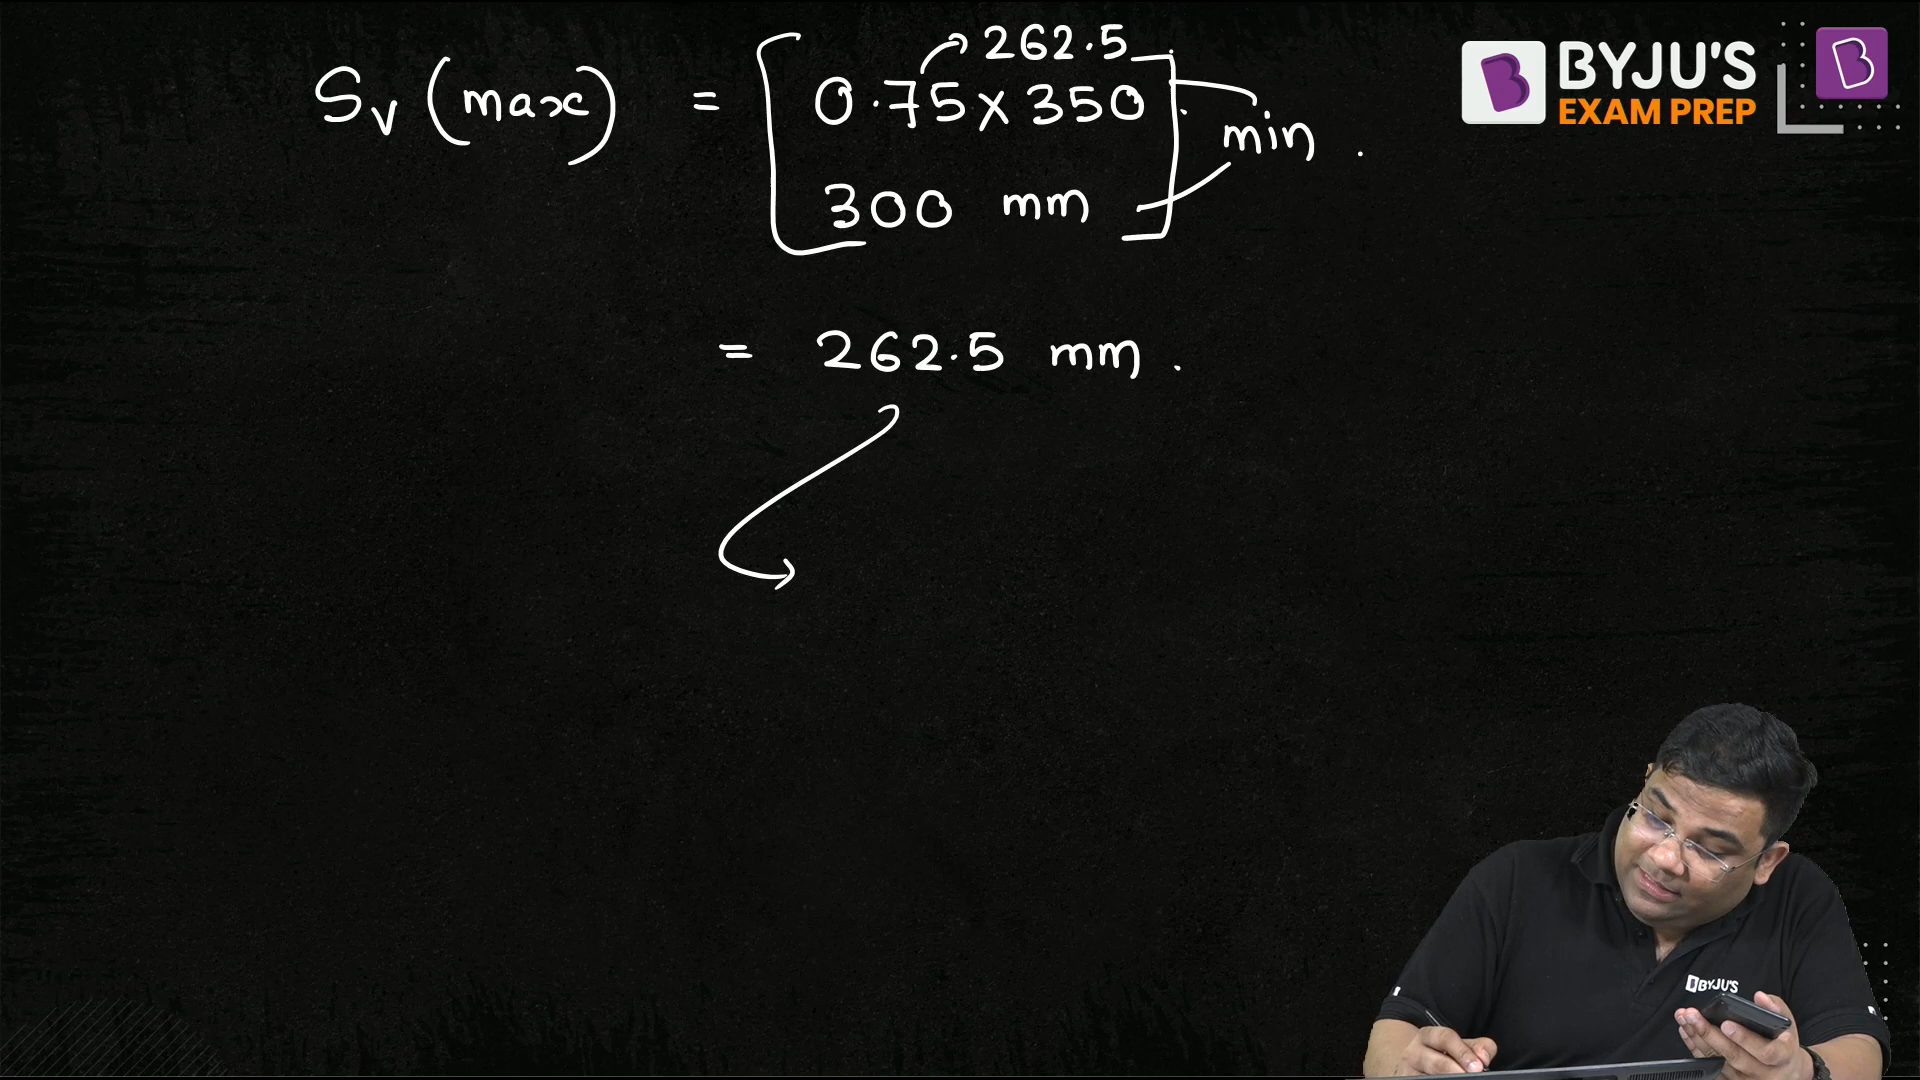 262.5
Sv (max) = [ 0.75 x 350
300 mm ] min .
= 262.5 mm .
BYJU'S
EXAM PREP
BYJU'S